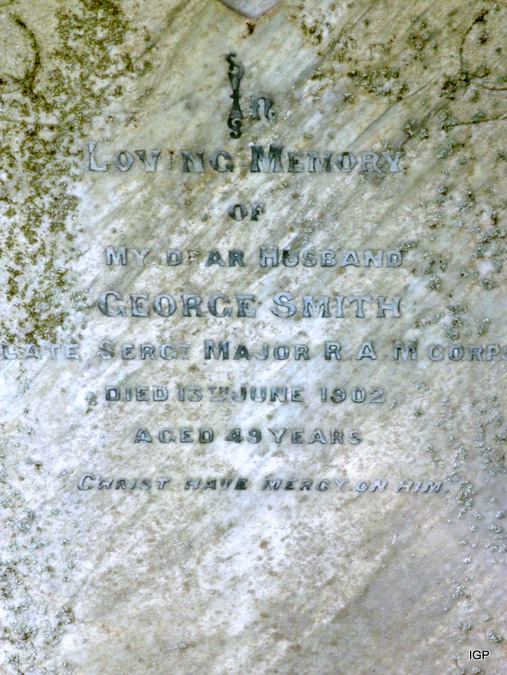 In
Loving Memory
of
My dear Husband
George Smith
Late Sergt Major R.A.M Corps
died 13th June 1902,
aged 49 years
"Christ have mercy on him."
IGP